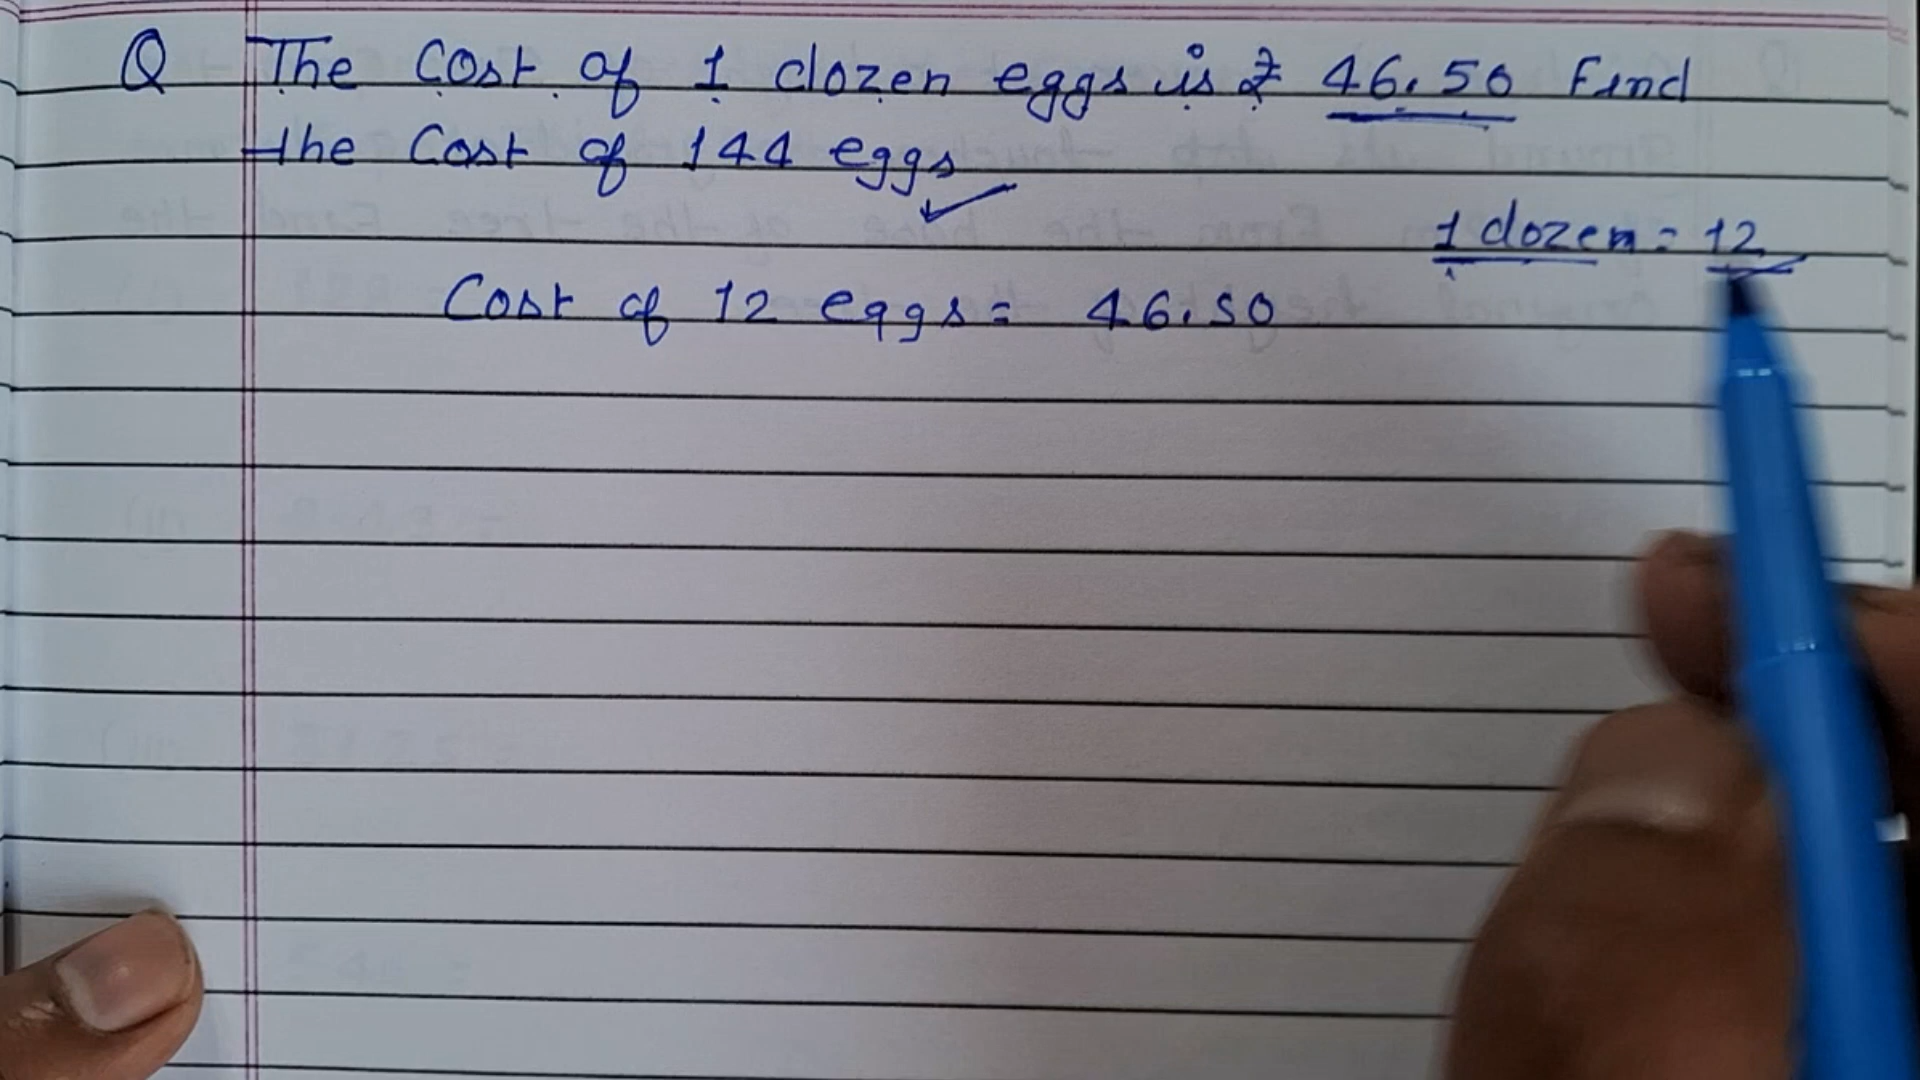 Q The Cost of 1 dozen eggs is ₹ 46.50 Find
the Cost of 144 eggs
1 dozen = 12
Cost of 12 eggs = 46.50